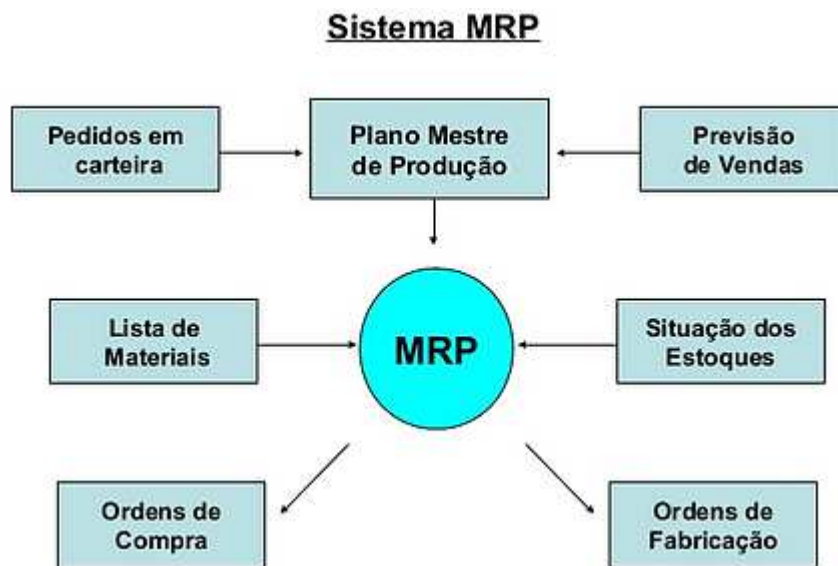 Sistema MRP
Pedidos em
carteira
Plano Mestre
de Produção
Previsão
de Vendas
Lista de
Materiais
MRP
Situação dos
Estoques
Ordens de
Compra
Ordens de
Fabricação